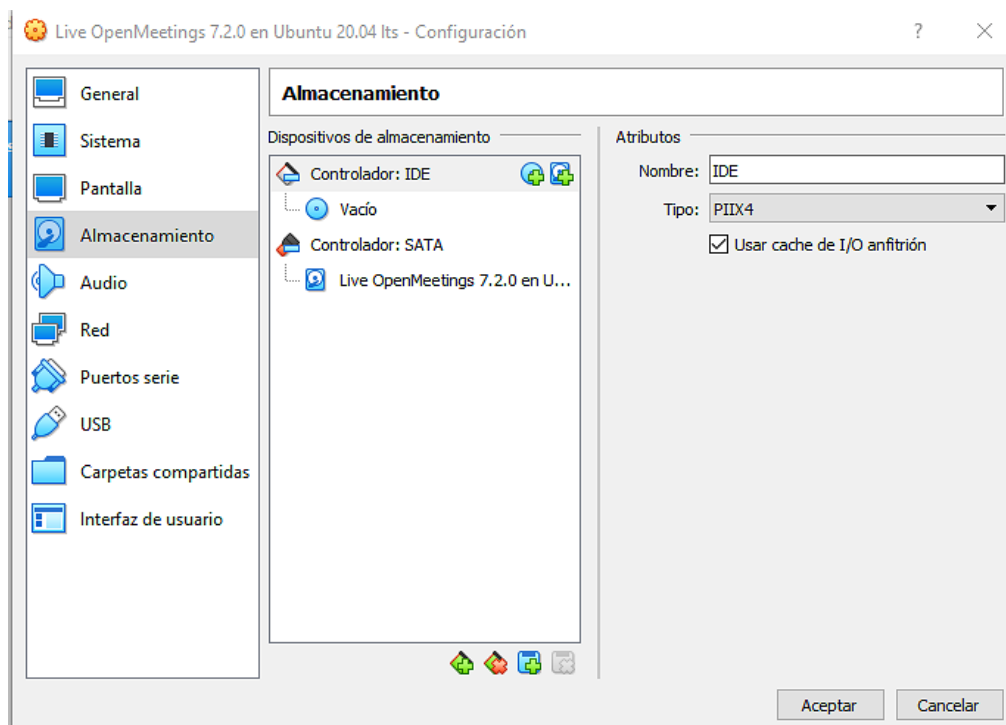 Live OpenMeetings 7.2.0 en Ubuntu 20.04 lts - Configuración
?
General
Sistema
Pantalla
Almacenamiento
Audio
Red
Puertos serie
USB
Carpetas compartidas
Interfaz de usuario
Almacenamiento
Dispositivos de almacenamiento
Controlador: IDE
Vacío
Controlador: SATA
Live OpenMeetings 7.2.0 en U...
Atributos
Nombre: IDE
Tipo: PIIX4
Usar cache de I/O anfitrión
Aceptar Cancelar